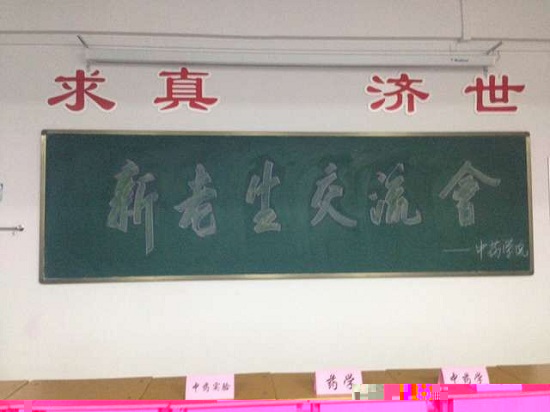 求真 济世
新老生交流會
——中药学院
中药实验
药学
中药学